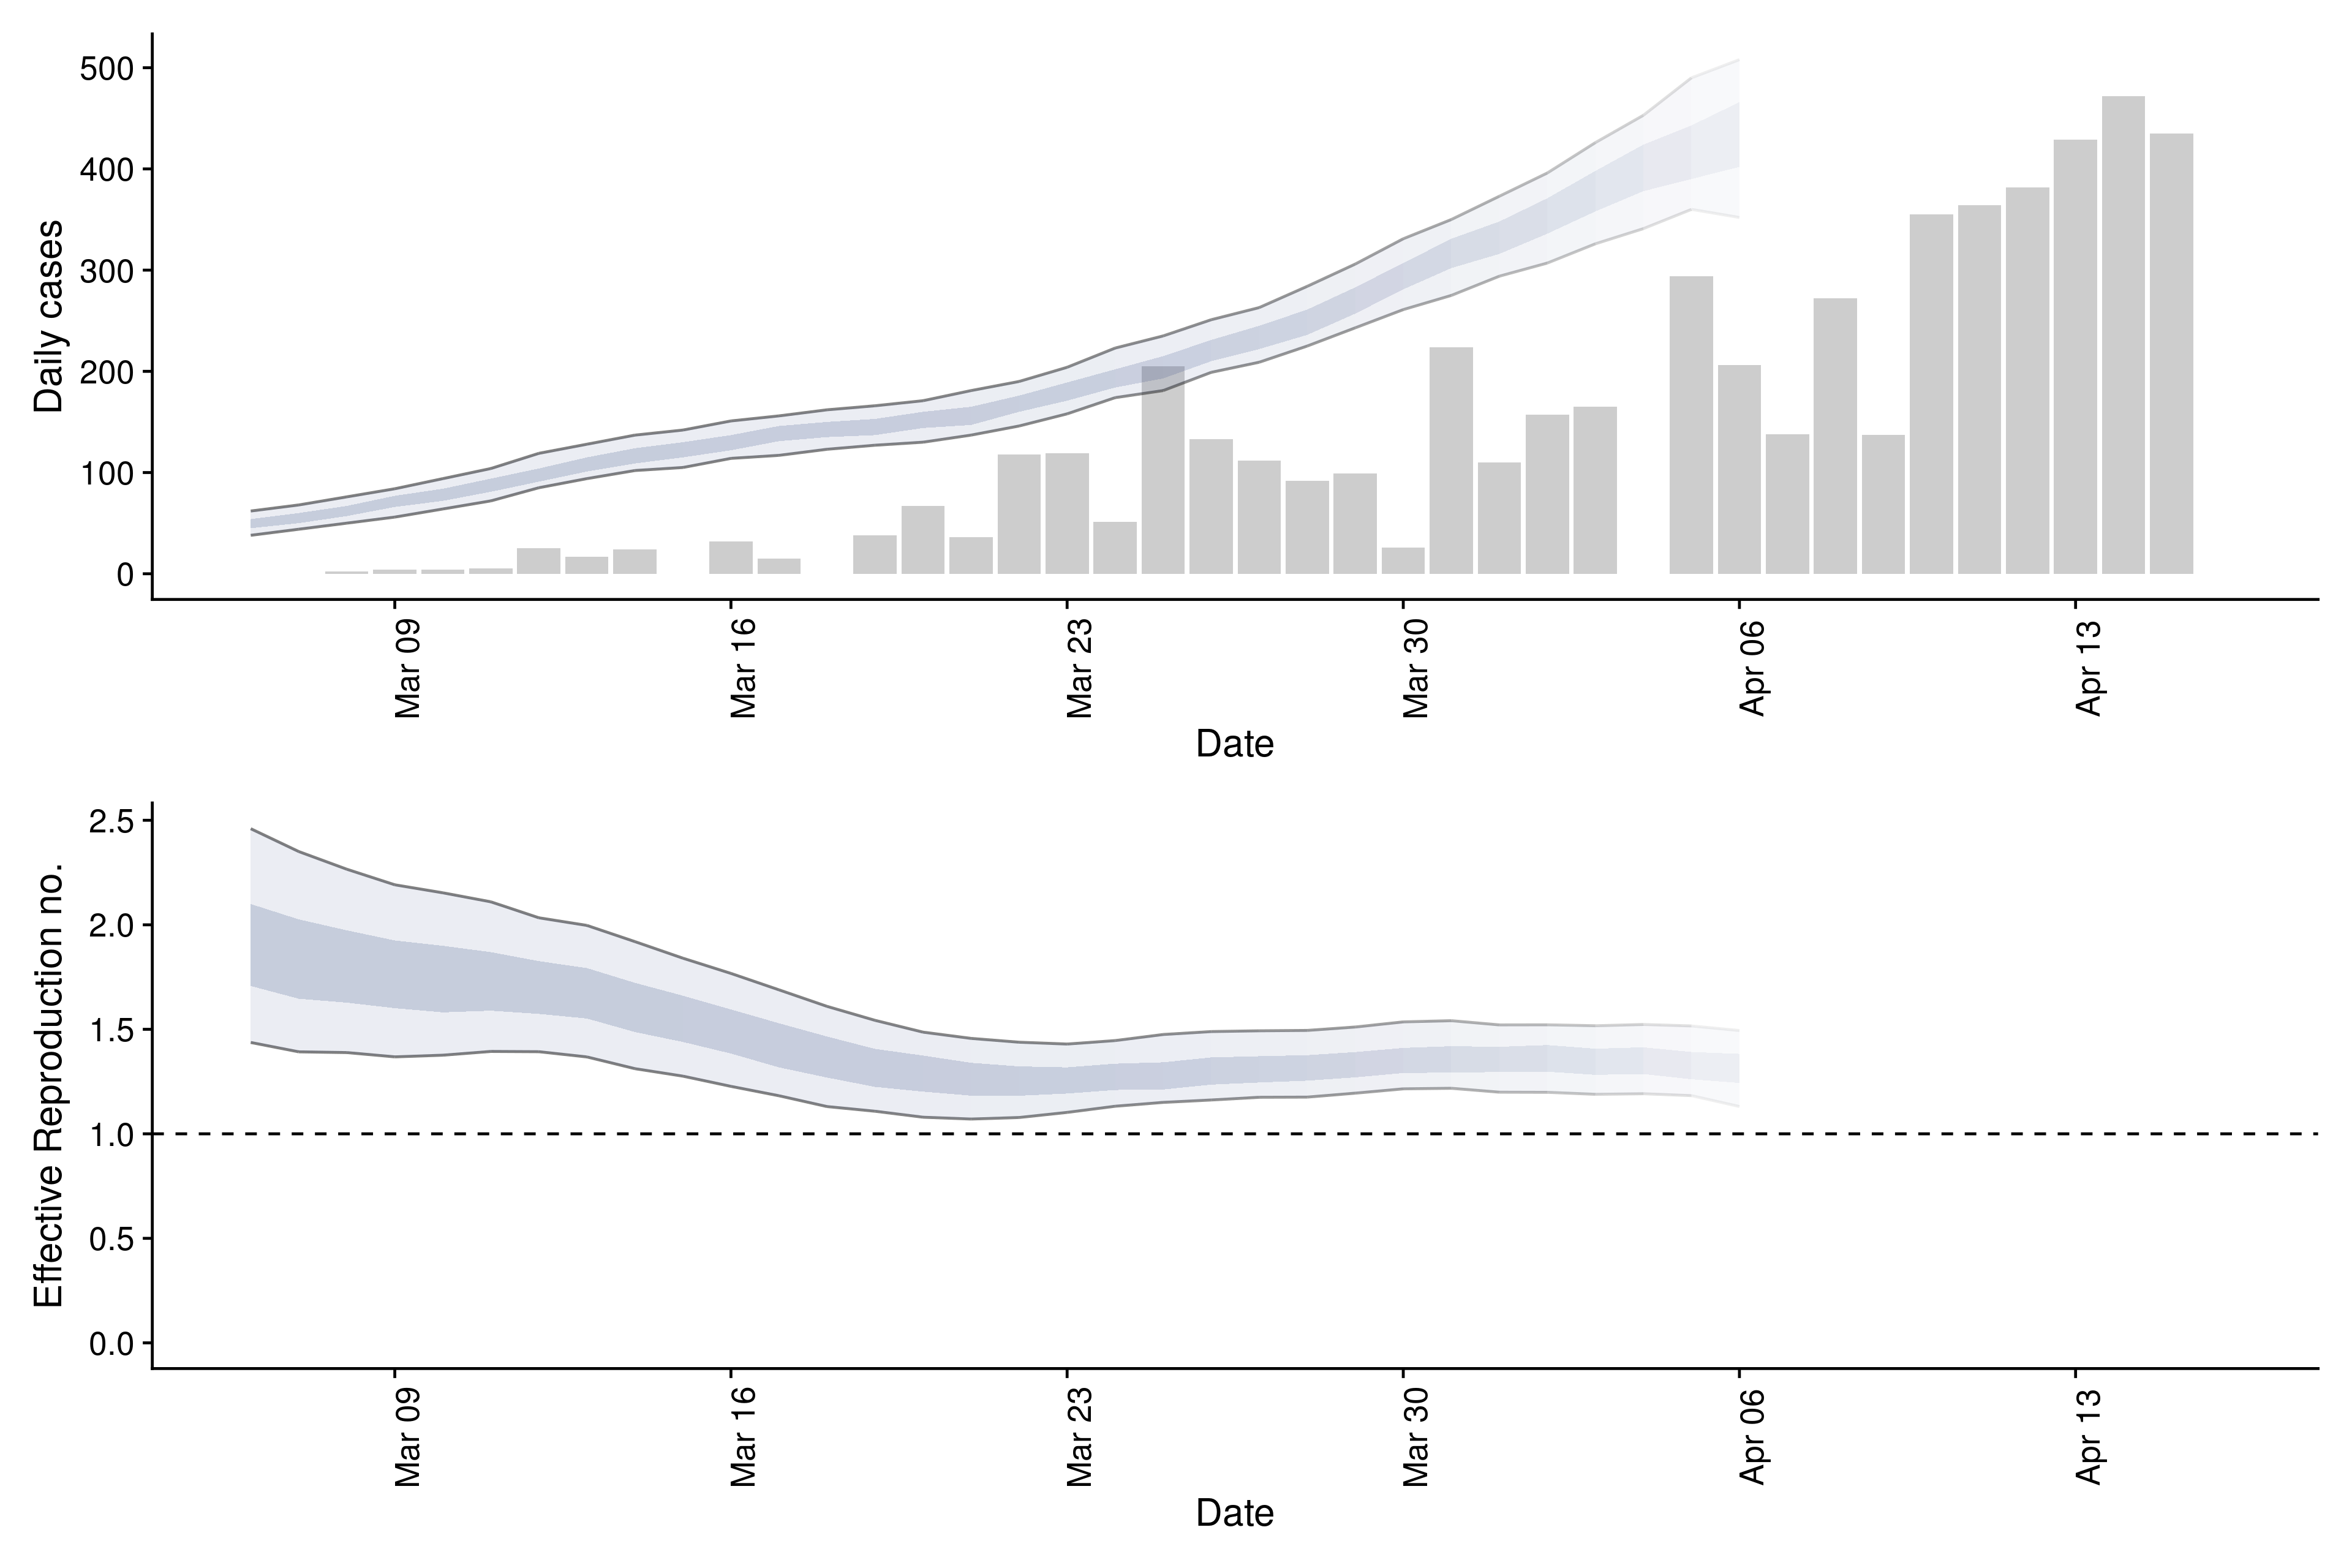 Daily cases
500
400
300
200
100
0
Mar 09
Mar 16
Mar 23
Mar 30
Apr 06
Apr 13
Date
Effective Reproduction no.
2.5
2.0
1.5
1.0
0.5
0.0
Mar 09
Mar 16
Mar 23
Mar 30
Apr 06
Apr 13
Date